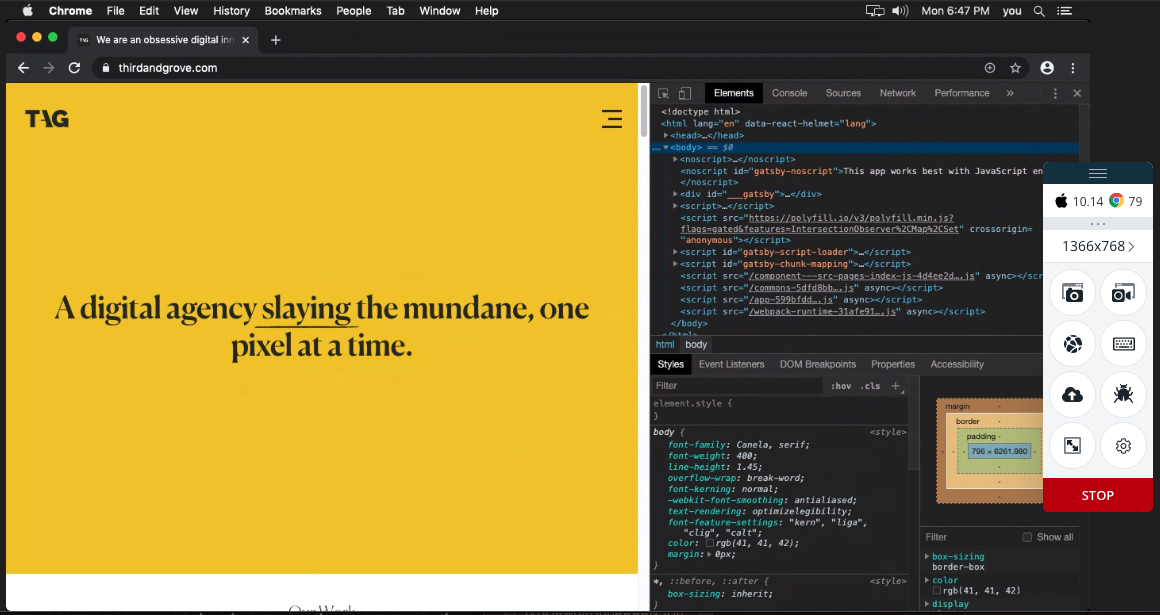 Chrome File Edit View History Bookmarks People Tab Window Help Mon 6:47 PM you
TAG We are an obsessive digital inn
thirdandgrove.com
TAG
A digital agency slaying the mundane, one
pixel at a time.
Our Work
Elements Console Sources Network Performance »
<!doctype html>
<html lang="en" data-react-helmet="lang">
<head>…</head>
…<body> == $0
<noscript>…</noscript>
<noscript id="gatsby-noscript">This app works best with JavaScript en
</noscript>
<div id="___gatsby">…</div>
<script>…</script>
<script src="https://polyfill.io/v3/polyfill.min.js?
flags=gated&features=IntersectionObserver%2CMap%2CSet" crossorigin=
"anonymous"></script>
<script id="gatsby-script-loader">…</script>
<script id="gatsby-chunk-mapping">…</script>
<script src="/component---src-pages-index-js-4d4ee2d….js" async></scr
<script src="/commons-5dfd8bb….js" async></script>
<script src="/app-599bfdd….js" async></script>
<script src="/webpack-runtime-31afe91….js" async></script>
</body>
</html>
html body
Styles Event Listeners DOM Breakpoints Properties Accessibility
Filter :hov .cls +
element.style {
}
body { <style>
font-family: Canela, serif;
font-weight: 400;
line-height: 1.45;
overflow-wrap: break-word;
font-kerning: normal;
-webkit-font-smoothing: antialiased;
text-rendering: optimizelegibility;
font-feature-settings: "kern", "liga",
"clig", "calt";
color: rgb(41, 41, 42);
margin: 0px;
}
*, ::before, ::after { <style>
box-sizing: inherit;
}
margin -
border -
padding -
796 × 6261.980
Filter Show all
box-sizing
border-box
color
rgb(41, 41, 42)
display
10.14 79
1366x768 >
STOP